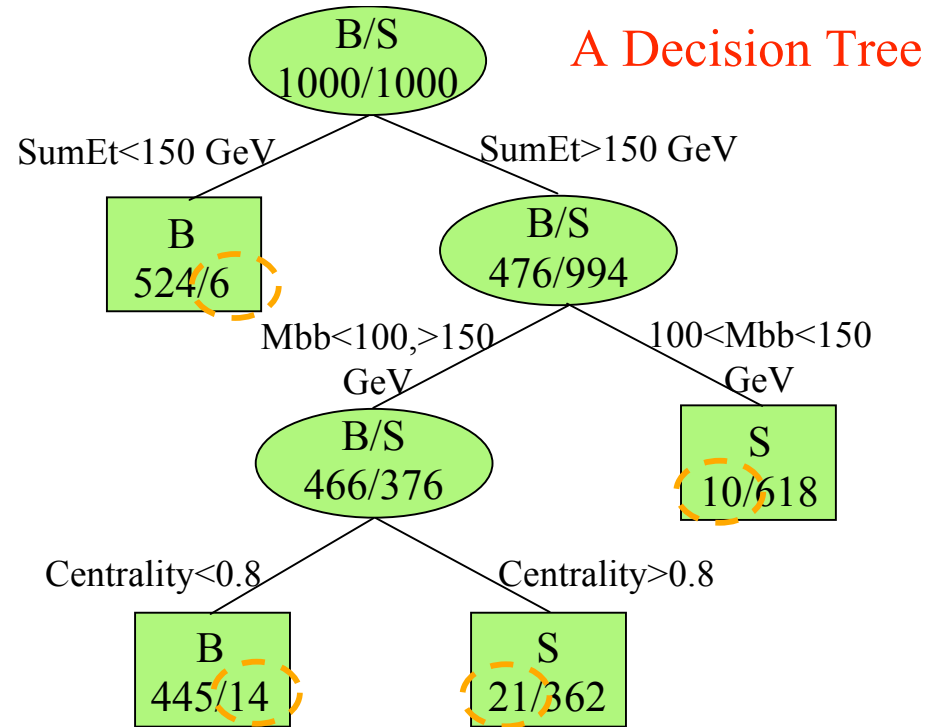 B/S
1000/1000
A Decision Tree
SumEt<150 GeV
SumEt>150 GeV
B
524/6
B/S
476/994
Mbb<100,>150
GeV
100<Mbb<150
GeV
B/S
466/376
S
10/618
Centrality<0.8
Centrality>0.8
B
445/14
S
21/362